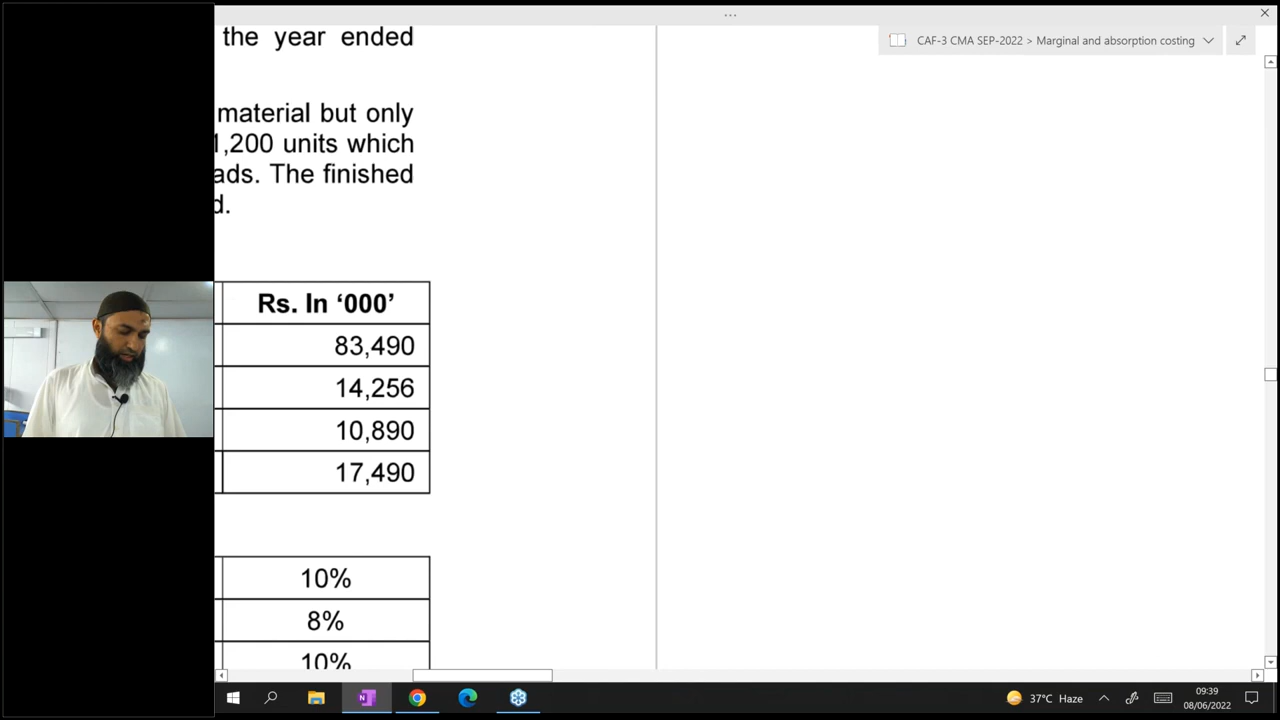 the year ended
CAF-3 CMA SEP-2022 > Marginal and absorption costing
material but only
1,200 units which
ads. The finished
d.
Rs. In ‘000’
83,490
14,256
10,890
17,490
10%
8%
10%
37°C Haze
09:39
08/06/2022